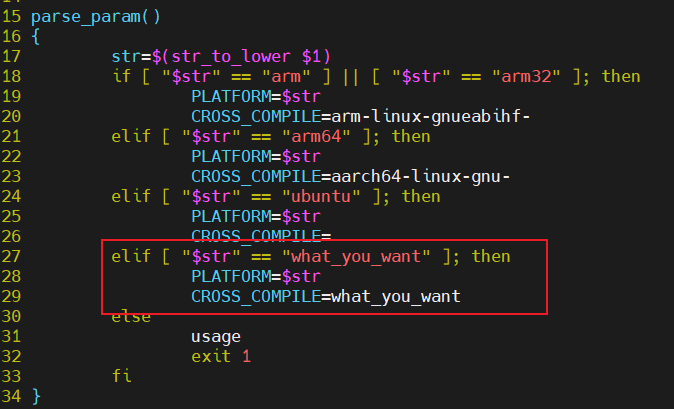 15 parse_param()
16 {
17 str=$(str_to_lower $1)
18 if [ "$str" == "arm" ] || [ "$str" == "arm32" ]; then
19 PLATFORM=$str
20 CROSS_COMPILE=arm-linux-gnueabihf-
21 elif [ "$str" == "arm64" ]; then
22 PLATFORM=$str
23 CROSS_COMPILE=aarch64-linux-gnu-
24 elif [ "$str" == "ubuntu" ]; then
25 PLATFORM=$str
26 CROSS_COMPILE=
27 elif [ "$str" == "what_you_want" ]; then
28 PLATFORM=$str
29 CROSS_COMPILE=what_you_want
30 else
31 usage
32 exit 1
33 fi
34 }